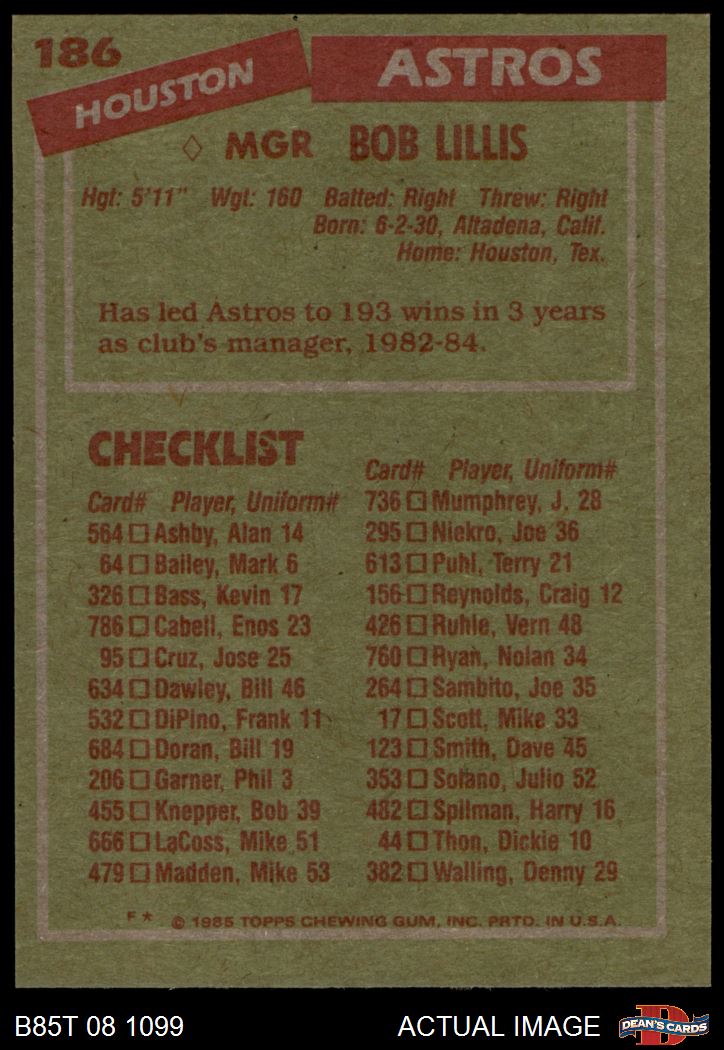 186
HOUSTON ASTROS
◇ MGR BOB LILLIS
Hgt: 5'11" Wgt: 160 Batted: Right Threw: Right
Born: 6-2-30, Altadena, Calif.
Home: Houston, Tex.
Has led Astros to 193 wins in 3 years
as club's manager, 1982-84.
CHECKLIST
Card# Player, Uniform#
564 □ Ashby, Alan 14
64 □ Bailey, Mark 6
326 □ Bass, Kevin 17
786 □ Cabell, Enos 23
95 □ Cruz, Jose 25
634 □ Dawley, Bill 46
532 □ DiPino, Frank 11
684 □ Doran, Bill 19
206 □ Garner, Phil 3
455 □ Knepper, Bob 39
666 □ LaCoss, Mike 51
479 □ Madden, Mike 53
Card# Player, Uniform#
736 □ Mumphrey, J. 28
295 □ Niekro, Joe 36
613 □ Puhl, Terry 21
156 □ Reynolds, Craig 12
426 □ Ruhle, Vern 48
760 □ Ryan, Nolan 34
264 □ Sambito, Joe 35
17 □ Scott, Mike 33
123 □ Smith, Dave 45
353 □ Solano, Julio 52
482 □ Spilman, Harry 16
44 □ Thon, Dickie 10
382 □ Walling, Denny 29
F* © 1985 TOPPS CHEWING GUM, INC. PRTD. IN U.S.A.
B85T 08 1099 ACTUAL IMAGE
D
DEAN'S CARDS